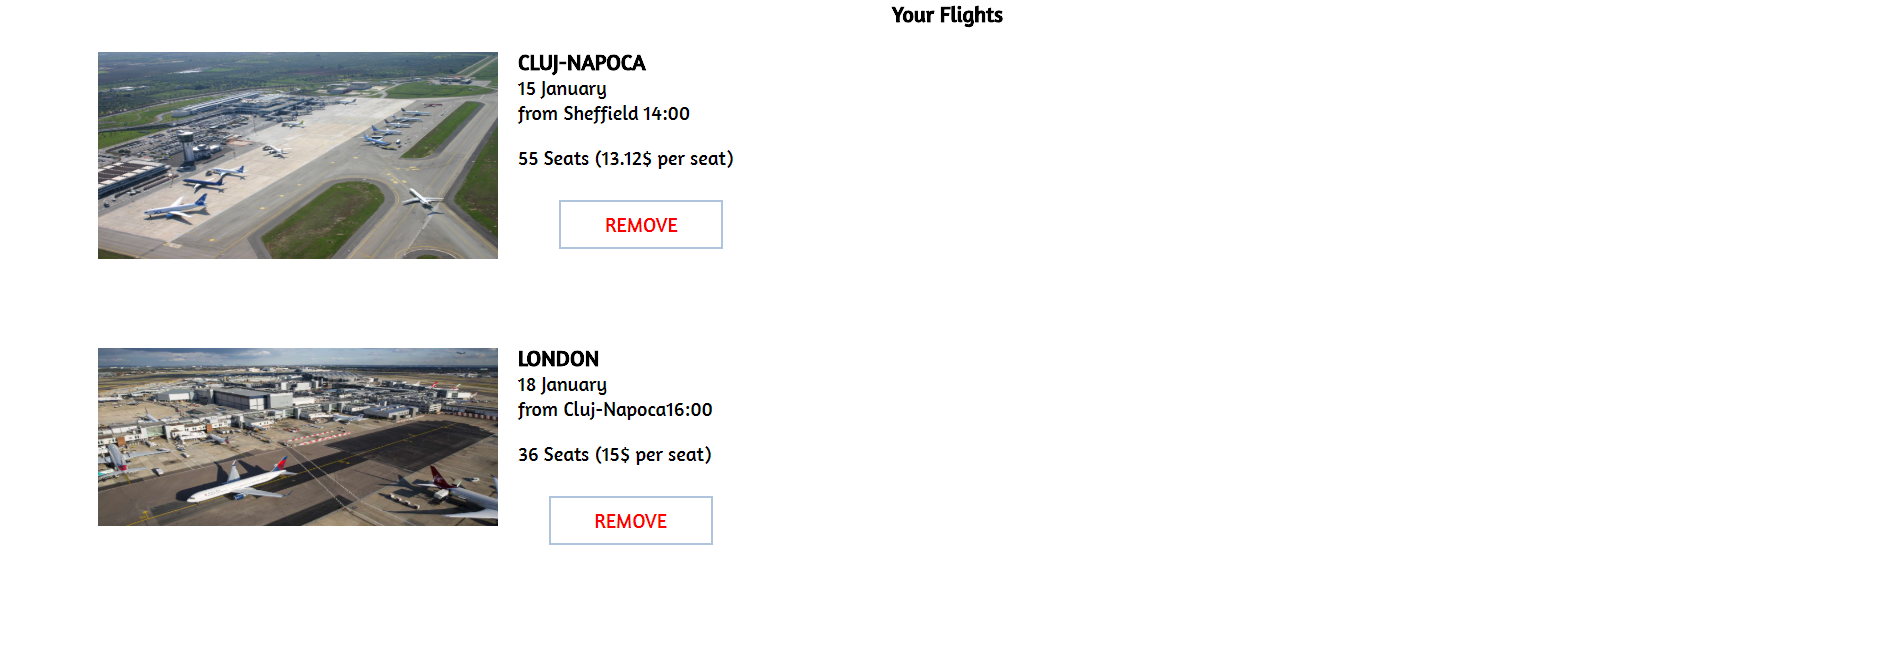 Your Flights
CLUJ-NAPOCA
15 January
from Sheffield 14:00
55 Seats (13.12$ per seat)
REMOVE
LONDON
18 January
from Cluj-Napoca16:00
36 Seats (15$ per seat)
REMOVE